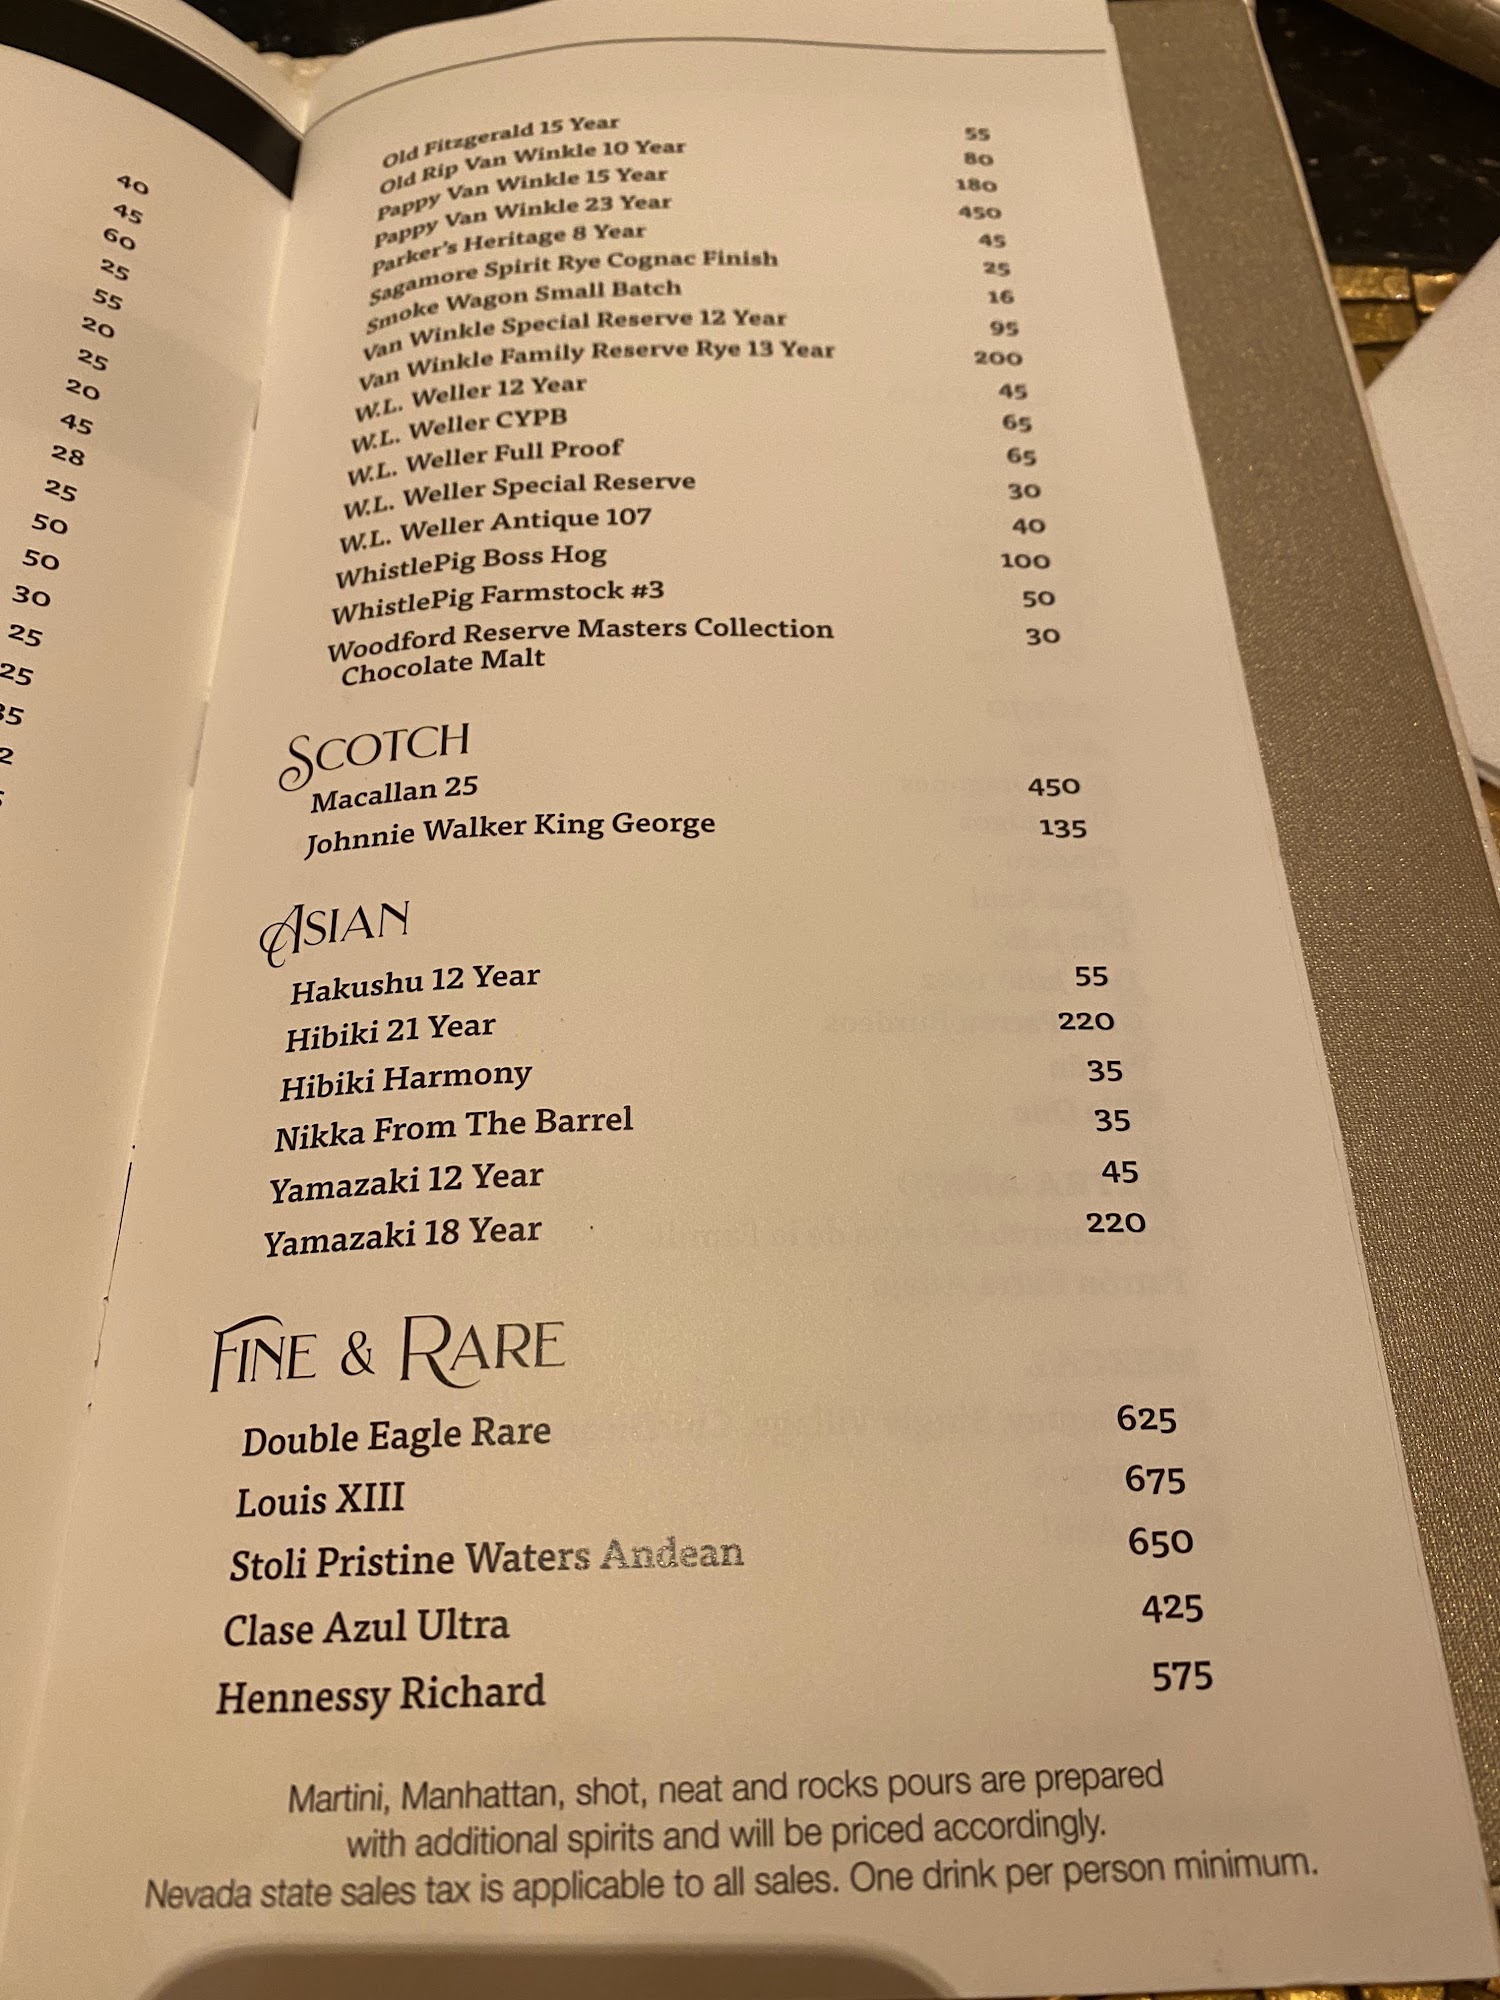 40
45
60
25
55
20
25
20
45
28
25
50
50
30
25
25
Old Fitzgerald 15 Year 55
Old Rip Van Winkle 10 Year 80
Pappy Van Winkle 15 Year 180
Pappy Van Winkle 23 Year 450
Parker's Heritage 8 Year 45
Sagamore Spirit Rye Cognac Finish 25
Smoke Wagon Small Batch 16
Van Winkle Special Reserve 12 Year 95
Van Winkle Family Reserve Rye 13 Year 200
W.L. Weller 12 Year 45
W.L. Weller CYPB 65
W.L. Weller Full Proof 65
W.L. Weller Special Reserve 30
W.L. Weller Antique 107 40
WhistlePig Boss Hog 100
WhistlePig Farmstock #3 50
Woodford Reserve Masters Collection 30
Chocolate Malt
SCOTCH
Macallan 25 450
Johnnie Walker King George 135
ASIAN
Hakushu 12 Year 55
Hibiki 21 Year 220
Hibiki Harmony 35
Nikka From The Barrel 35
Yamazaki 12 Year 45
Yamazaki 18 Year 220
FINE & RARE
Double Eagle Rare 625
Louis XIII 675
Stoli Pristine Waters Andean 650
Clase Azul Ultra 425
Hennessy Richard 575
Martini, Manhattan, shot, neat and rocks pours are prepared
with additional spirits and will be priced accordingly.
Nevada state sales tax is applicable to all sales. One drink per person minimum.